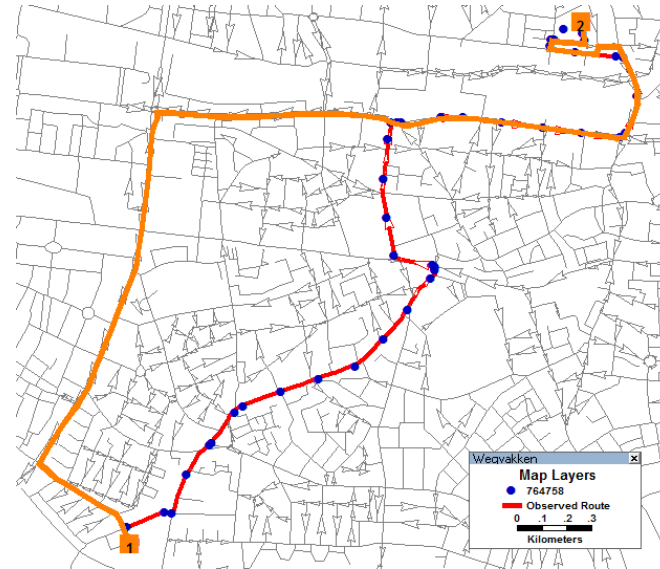 2
1
Wegvakken ×
Map Layers
764758
Observed Route
0 .1 .2 .3
Kilometers